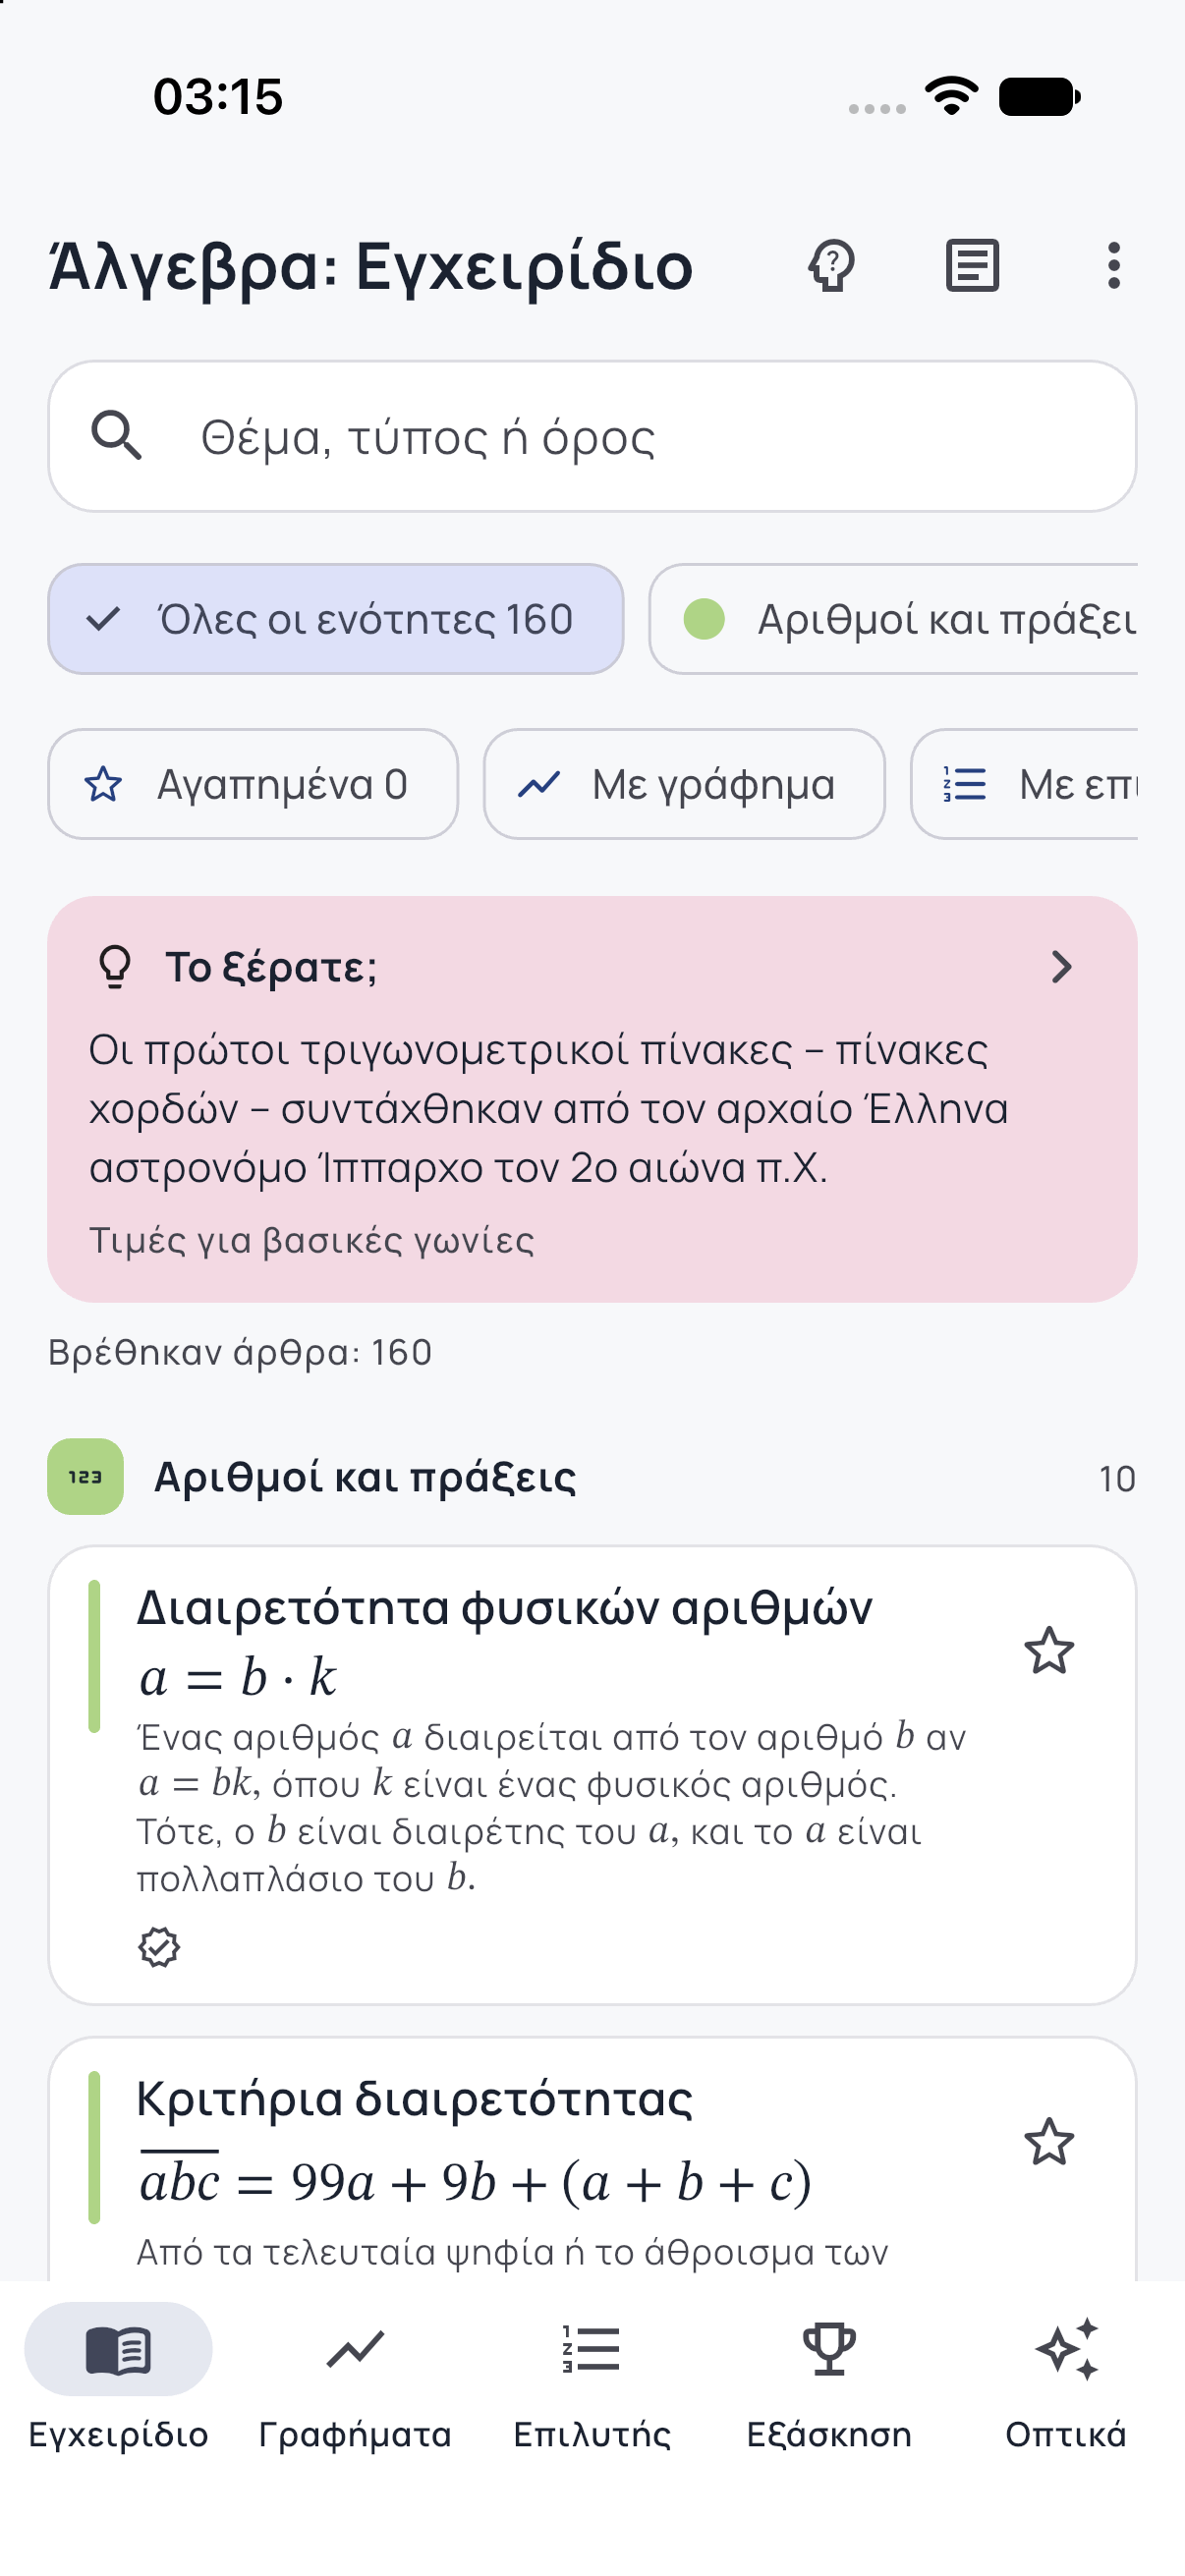 03:15
Άλγεβρα: Εγχειρίδιο
Θέμα, τύπος ή όρος
Όλες οι ενότητες 160
Αριθμοί και πράξει
Αγαπημένα 0
Με γράφημα
Με επι
Το ξέρατε;
Οι πρώτοι τριγωνομετρικοί πίνακες – πίνακες
χορδών – συντάχθηκαν από τον αρχαίο Έλληνα
αστρονόμο Ίππαρχο τον 2ο αιώνα π.Χ.
Τιμές για βασικές γωνίες
Βρέθηκαν άρθρα: 160
123
Αριθμοί και πράξεις
10
Διαιρετότητα φυσικών αριθμών
a = b · k
Ένας αριθμός a διαιρείται από τον αριθμό b αν
a = bk, όπου k είναι ένας φυσικός αριθμός.
Τότε, ο b είναι διαιρέτης του a, και το a είναι
πολλαπλάσιο του b.
Κριτήρια διαιρετότητας
a̅b̅c̅ = 99a + 9b + (a + b + c)
Από τα τελευταία ψηφία ή το άθροισμα των
Εγχειρίδιο
Γραφήματα
Επιλυτής
Εξάσκηση
Οπτικά